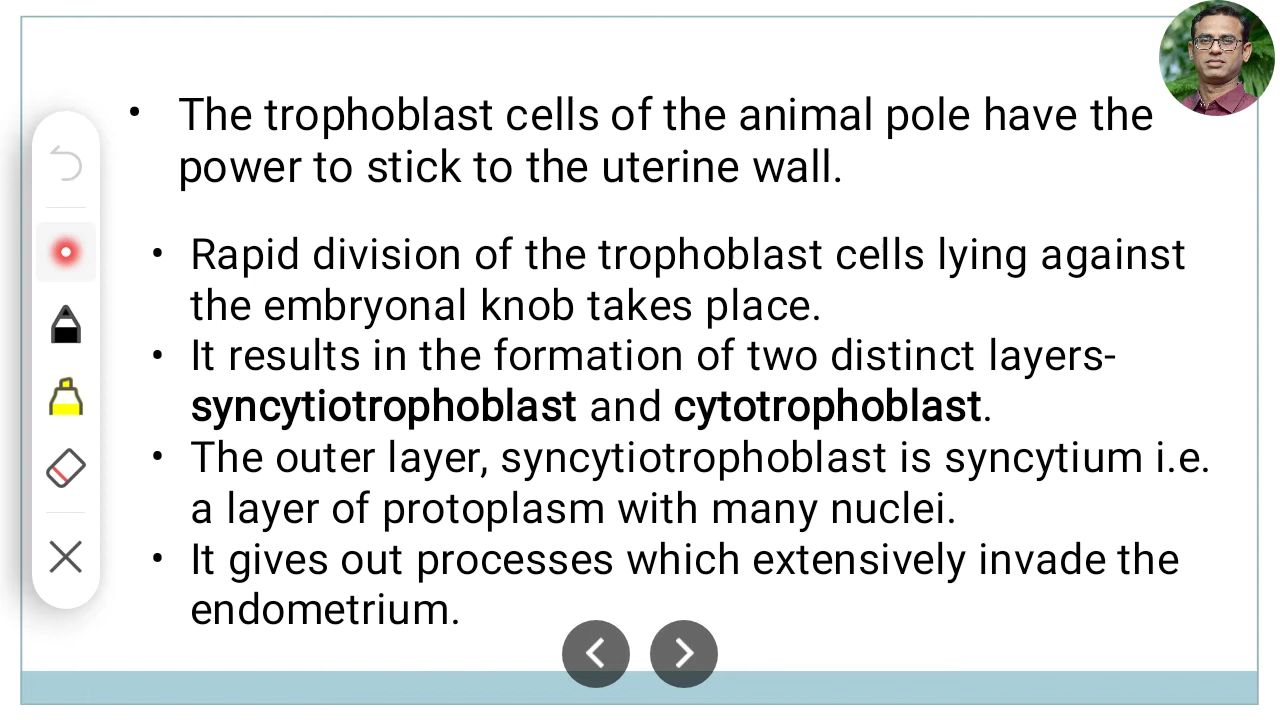 • The trophoblast cells of the animal pole have the
power to stick to the uterine wall.
• Rapid division of the trophoblast cells lying against
the embryonal knob takes place.
• It results in the formation of two distinct layers-
syncytiotrophoblast and cytotrophoblast.
• The outer layer, syncytiotrophoblast is syncytium i.e.
a layer of protoplasm with many nuclei.
• It gives out processes which extensively invade the
endometrium.